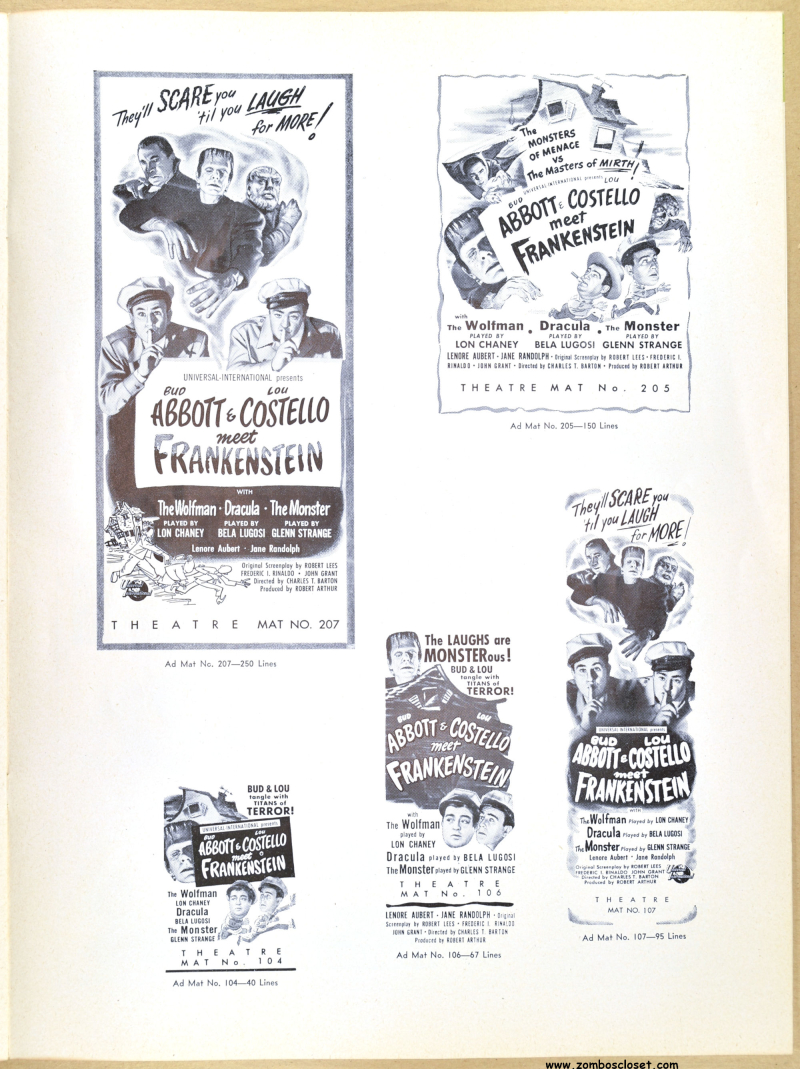 They'll SCARE you
'til you LAUGH
for MORE!
UNIVERSAL-INTERNATIONAL presents
BUD LOU
ABBOTT & COSTELLO
meet
FRANKENSTEIN
WITH
The Wolfman · Dracula · The Monster
PLAYED BY PLAYED BY PLAYED BY
LON CHANEY BELA LUGOSI GLENN STRANGE
Lenore Aubert · Jane Randolph
Original Screenplay by ROBERT LEES
FREDERIC I. RINALDO · JOHN GRANT
Directed by CHARLES T. BARTON
Produced by ROBERT ARTHUR
THEATRE MAT NO. 207
Ad Mat No. 207—250 Lines
The
MONSTERS
OF MENACE
VS
The Masters of MIRTH!
UNIVERSAL-INTERNATIONAL presents
BUD LOU
ABBOTT & COSTELLO
meet
FRANKENSTEIN
with
The Wolfman · Dracula · The Monster
PLAYED BY PLAYED BY PLAYED BY
LON CHANEY BELA LUGOSI GLENN STRANGE
LENORE AUBERT · JANE RANDOLPH · Original Screenplay by ROBERT LEES · FREDERIC I.
RINALDO · JOHN GRANT · Directed by CHARLES T. BARTON · Produced by ROBERT ARTHUR
THEATRE MAT No. 205
Ad Mat No. 205—150 Lines
BUD & LOU
tangle with
TITANS of
TERROR!
UNIVERSAL-INTERNATIONAL presents
BUD LOU
ABBOTT & COSTELLO
meet
FRANKENSTEIN
The Wolfman
LON CHANEY
Dracula
BELA LUGOSI
The Monster
GLENN STRANGE
THEATRE
MAT No. 104
Ad Mat No. 104—40 Lines
The LAUGHS are
MONSTERous!
BUD & LOU
tangle with
TITANS of
TERROR!
BUD LOU
ABBOTT & COSTELLO
meet
FRANKENSTEIN
with
The Wolfman
played by
LON CHANEY
Dracula played by BELA LUGOSI
The Monster played by GLENN STRANGE
THEATRE
MAT No. 106
LENORE AUBERT · JANE RANDOLPH · Original
Screenplay by ROBERT LEES · FREDERIC I. RINALDO
JOHN GRANT · Directed by CHARLES T. BARTON
Produced by ROBERT ARTHUR
Ad Mat No. 106—67 Lines
They'll SCARE you
'til you LAUGH
for MORE!
UNIVERSAL INTERNATIONAL presents
BUD LOU
ABBOTT & COSTELLO
meet
FRANKENSTEIN
WITH
The Wolfman Played by LON CHANEY
Dracula Played by BELA LUGOSI
The Monster Played by GLENN STRANGE
Lenore Aubert · Jane Randolph
Original Screenplay by ROBERT LEES
FREDERIC I. RINALDO JOHN GRANT
Directed by CHARLES T. BARTON
Produced by ROBERT ARTHUR
THEATRE
MAT NO. 107
Ad Mat No. 107—95 Lines
www.zomboscloset.com